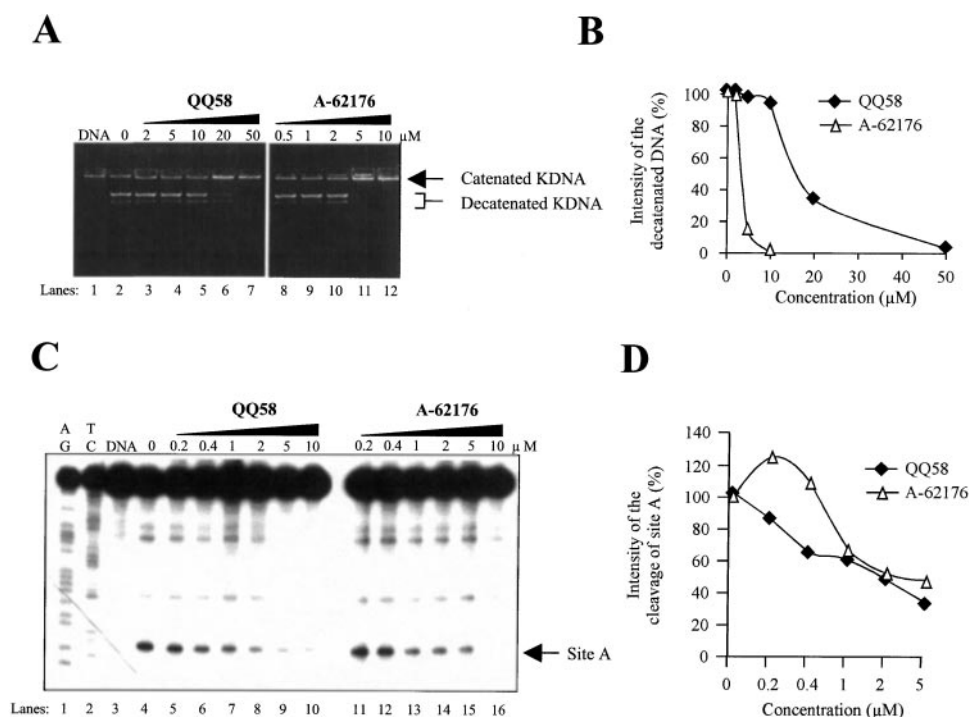 A
QQ58
A-62176
DNA 0 2 5 10 20 50 0.5 1 2 5 10 µM
Catenated KDNA
Decatenated KDNA
Lanes: 1 2 3 4 5 6 7 8 9 10 11 12
B
Intensity of the
decatenated DNA (%)
100
80
60
40
20
0
0 10 20 30 40 50
Concentration (µM)
QQ58
A-62176
C
QQ58
A-62176
A T
G C DNA 0 0.2 0.4 1 2 5 10 0.2 0.4 1 2 5 10 µ M
Site A
Lanes: 1 2 3 4 5 6 7 8 9 10 11 12 13 14 15 16
D
Intensity of the
cleavage of site A (%)
140
120
100
80
60
40
20
0
0 0.2 0.4 1 2 5
Concentration (µM)
QQ58
A-62176